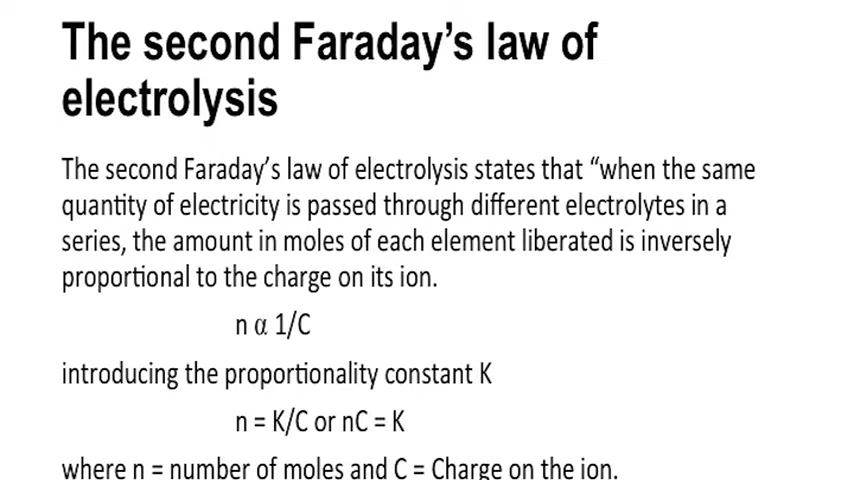 The second Faraday’s law of
electrolysis
The second Faraday’s law of electrolysis states that “when the same
quantity of electricity is passed through different electrolytes in a
series, the amount in moles of each element liberated is inversely
proportional to the charge on its ion.
n α 1/C
introducing the proportionality constant K
n = K/C or nC = K
where n = number of moles and C = Charge on the ion.